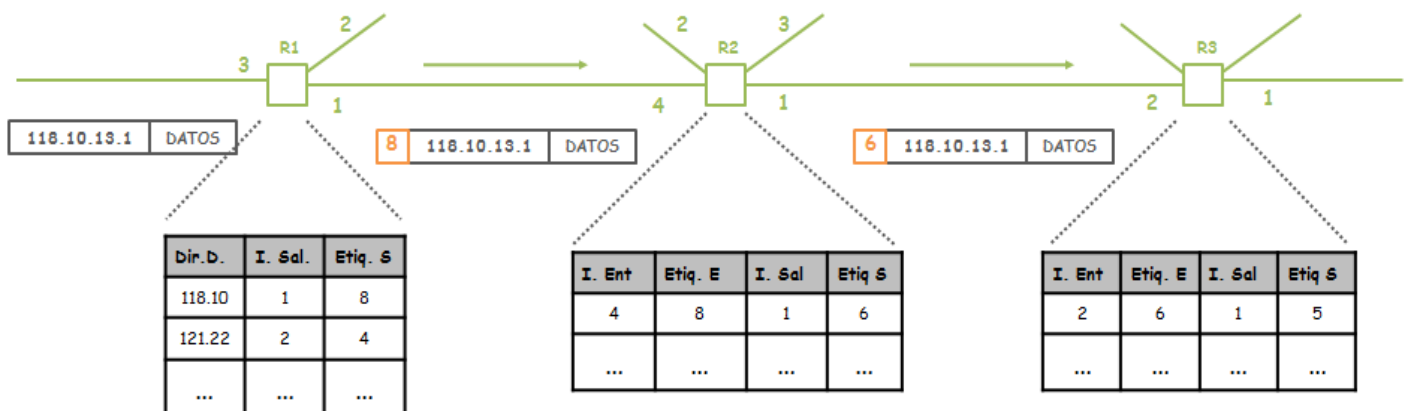 2
3
R1
2
R2
3
R3
1
4
1
2
1
118.10.13.1 DATOS
8 118.10.13.1 DATOS
6 118.10.13.1 DATOS
Dir.D. I. Sal. Etiq. S
118.10 1 8
121.22 2 4
... ... ...
I. Ent Etiq. E I. Sal Etiq S
4 8 1 6
... ... ... ...
I. Ent Etiq. E I. Sal Etiq S
2 6 1 5
... ... ... ...